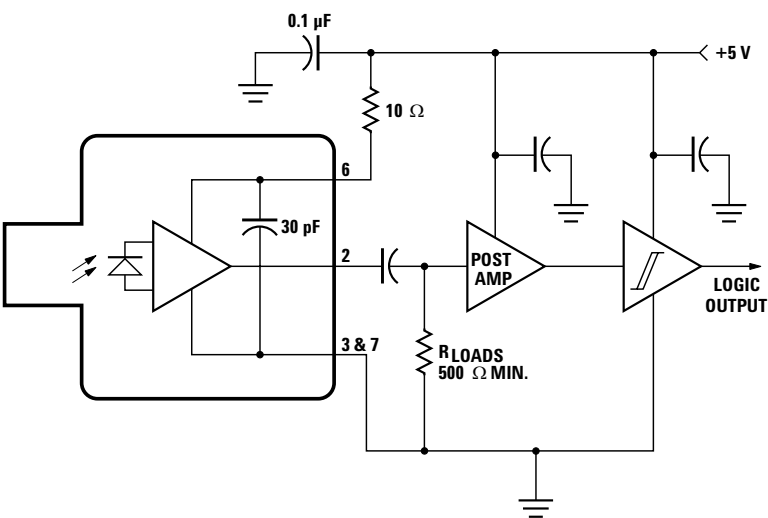 0.1 µF
+5 V
10 Ω
6
30 pF
2
POST
AMP
LOGIC
OUTPUT
3 & 7
RLOADS
500 Ω MIN.